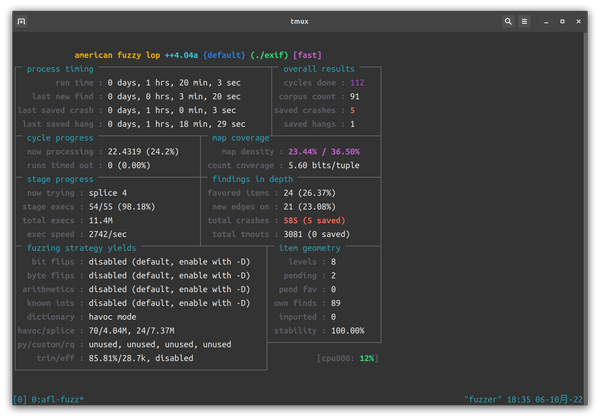 tmux
american fuzzy lop ++4.04a {default} (./exif) [fast]
process timing overall results
run time : 0 days, 1 hrs, 20 min, 3 sec cycles done : 112
last new find : 0 days, 0 hrs, 3 min, 20 sec corpus count : 91
last saved crash : 0 days, 1 hrs, 0 min, 3 sec saved crashes : 5
last saved hang : 0 days, 1 hrs, 18 min, 29 sec saved hangs : 1
cycle progress map coverage
now processing : 22.4319 (24.2%) map density : 23.44% / 36.50%
runs timed out : 0 (0.00%) count coverage : 5.60 bits/tuple
stage progress findings in depth
now trying : splice 4 favored items : 24 (26.37%)
stage execs : 54/55 (98.18%) new edges on : 21 (23.08%)
total execs : 11.4M total crashes : 585 (5 saved)
exec speed : 2742/sec total tmouts : 3081 (0 saved)
fuzzing strategy yields item geometry
bit flips : disabled (default, enable with -D) levels : 8
byte flips : disabled (default, enable with -D) pending : 2
arithmetics : disabled (default, enable with -D) pend fav : 0
known ints : disabled (default, enable with -D) own finds : 89
dictionary : havoc mode imported : 0
havoc/splice : 70/4.04M, 24/7.37M stability : 100.00%
py/custom/rq : unused, unused, unused, unused
trim/eff : 85.81%/28.7k, disabled [cpu000: 12%]
[0] 0:afl-fuzz* "fuzzer" 18:35 06-10月-22